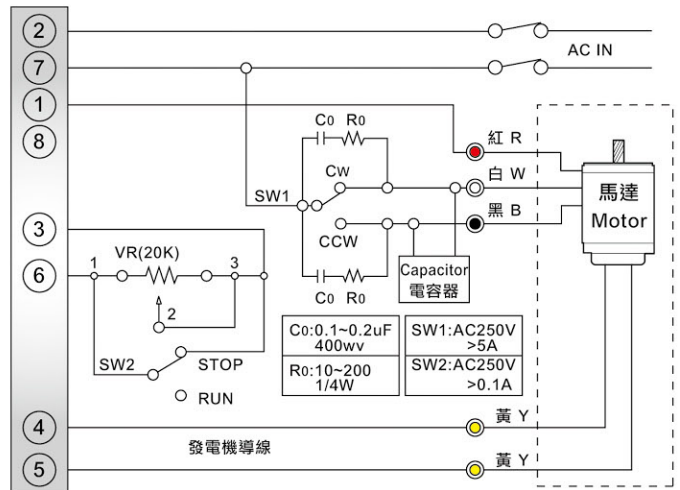 2
AC IN
7
1
8
C0 R0
紅 R
CW
白 W
SW1
馬達
Motor
黑 B
3
CCW
VR(20K)
1
3
6
Capacitor
電容器
C0 R0
2
C0:0.1~0.2uF
400wv
SW1:AC250V
>5A
SW2
STOP
R0:10~200
1/4W
SW2:AC250V
>0.1A
RUN
4
黃 Y
發電機導線
5
黃 Y